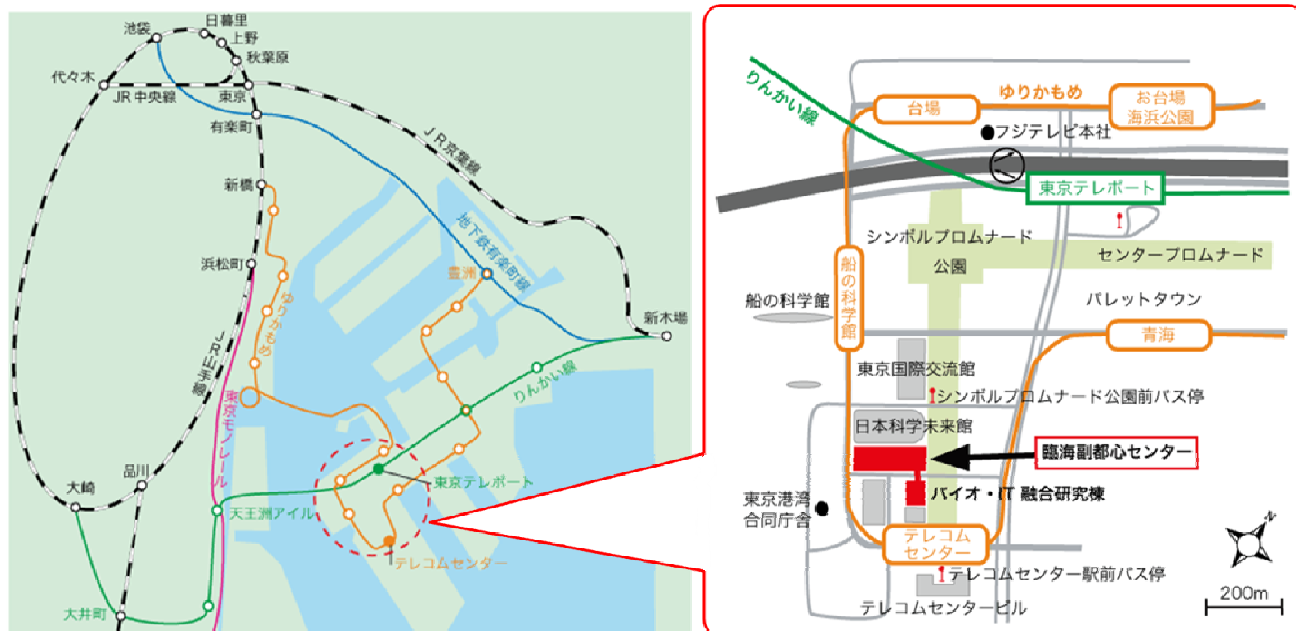 池袋
日暮里
上野
秋葉原
代々木
JR中央線
東京
有楽町
JR京葉線
新橋
地下鉄有楽町線
浜松町
豊洲
ゆりかもめ
新木場
JR山手線
りんかい線
東京モノレール
品川
大崎
東京テレポート
天王洲アイル
テレコムセンター
大井町
りんかい線
ゆりかもめ
台場
お台場
海浜公園
フジテレビ本社
東京テレポート
シンボルプロムナード
公園
センタープロムナード
船の科学館
船の科学館
パレットタウン
青海
東京国際交流館
シンボルプロムナード公園前バス停
日本科学未来館
臨海副都心センター
バイオ・IT 融合研究棟
東京港湾
合同庁舎
テレコム
センター
N
テレコムセンター駅前バス停
テレコムセンタービル
200m